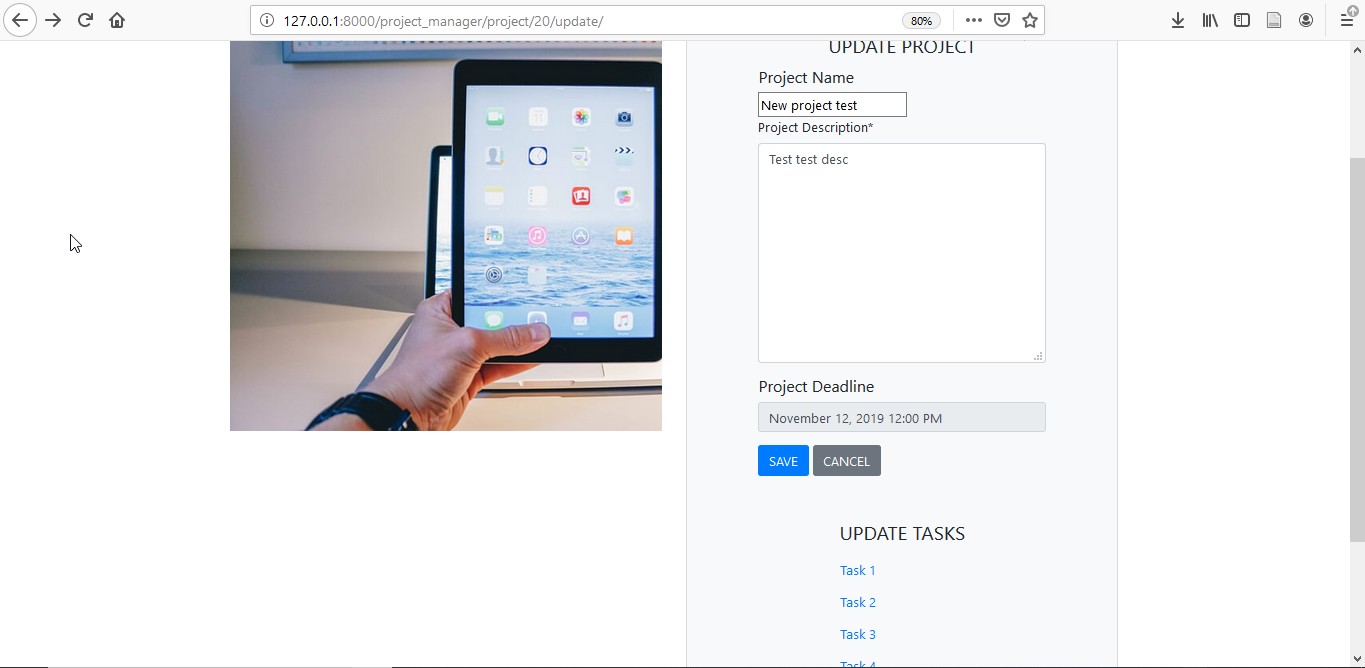 127.0.0.1:8000/project_manager/project/20/update/
80%
UPDATE PROJECT
Project Name
New project test
Project Description*
Test test desc
Project Deadline
November 12, 2019 12:00 PM
SAVE CANCEL
UPDATE TASKS
Task 1
Task 2
Task 3
Task 4